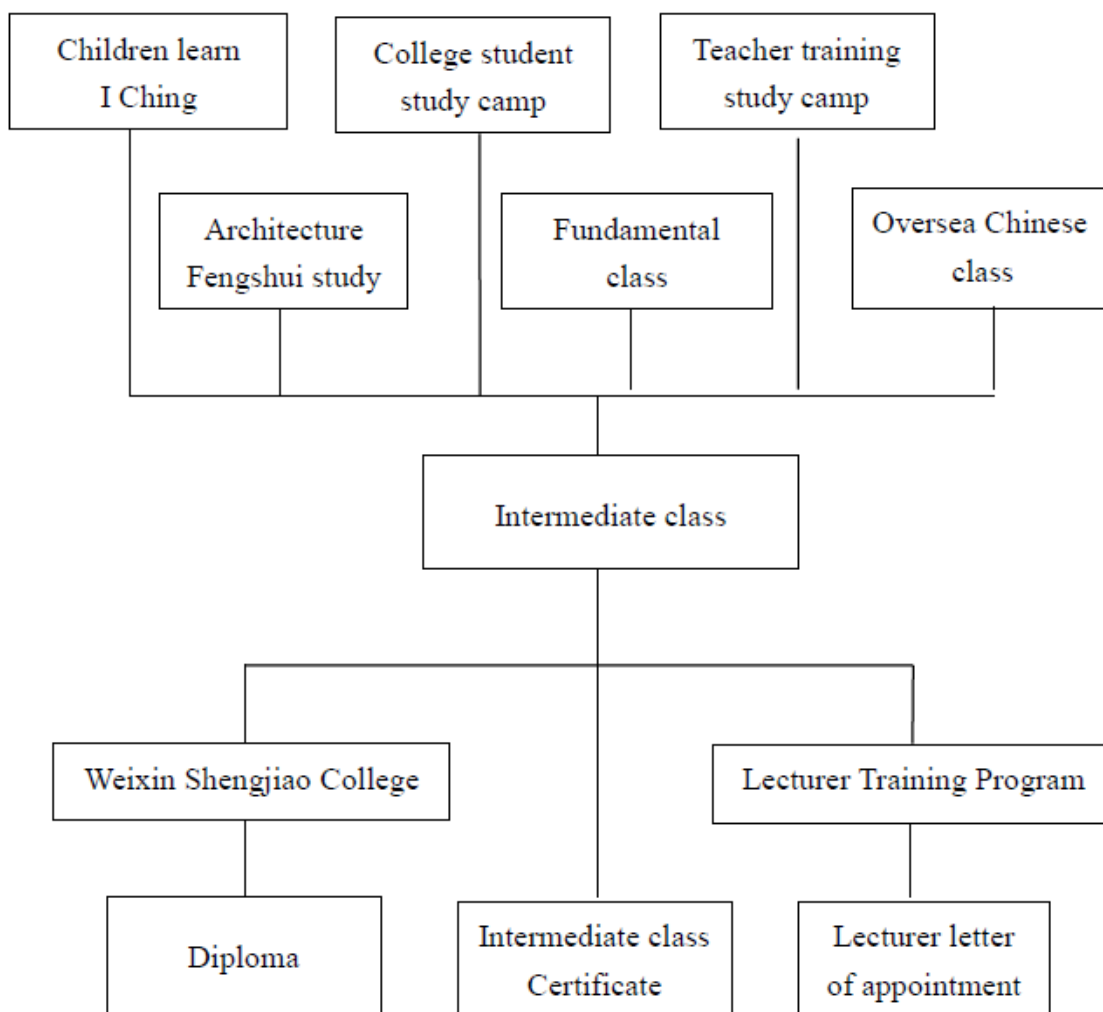 Children learn
I Ching
College student
study camp
Teacher training
study camp
Architecture
Fengshui study
Fundamental
class
Oversea Chinese
class
Intermediate class
Weixin Shengjiao College
Lecturer Training Program
Diploma
Intermediate class
Certificate
Lecturer letter
of appointment